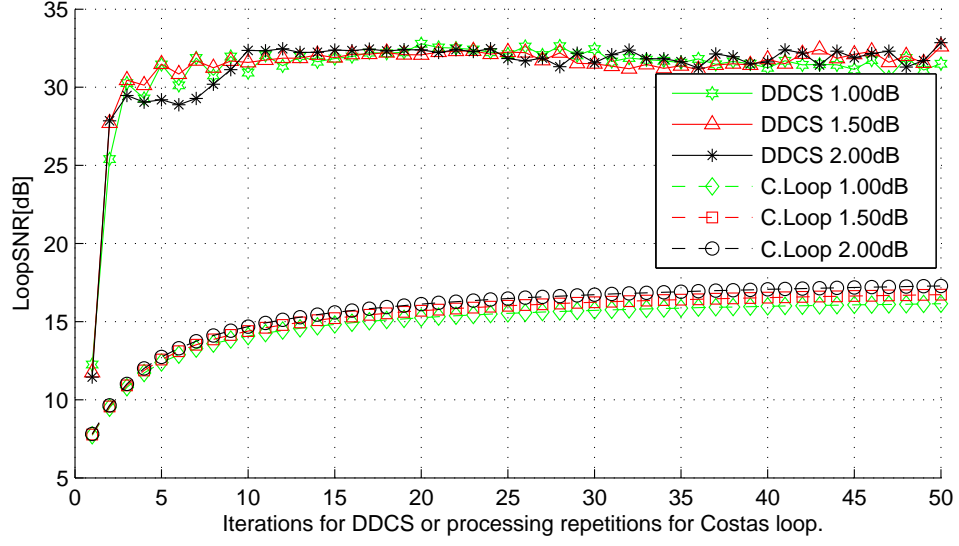 35
30
25
20
15
10
5
LoopSNR[dB]
DDCS 1.00dB
DDCS 1.50dB
DDCS 2.00dB
C.Loop 1.00dB
C.Loop 1.50dB
C.Loop 2.00dB
0 5 10 15 20 25 30 35 40 45 50
Iterations for DDCS or processing repetitions for Costas loop.